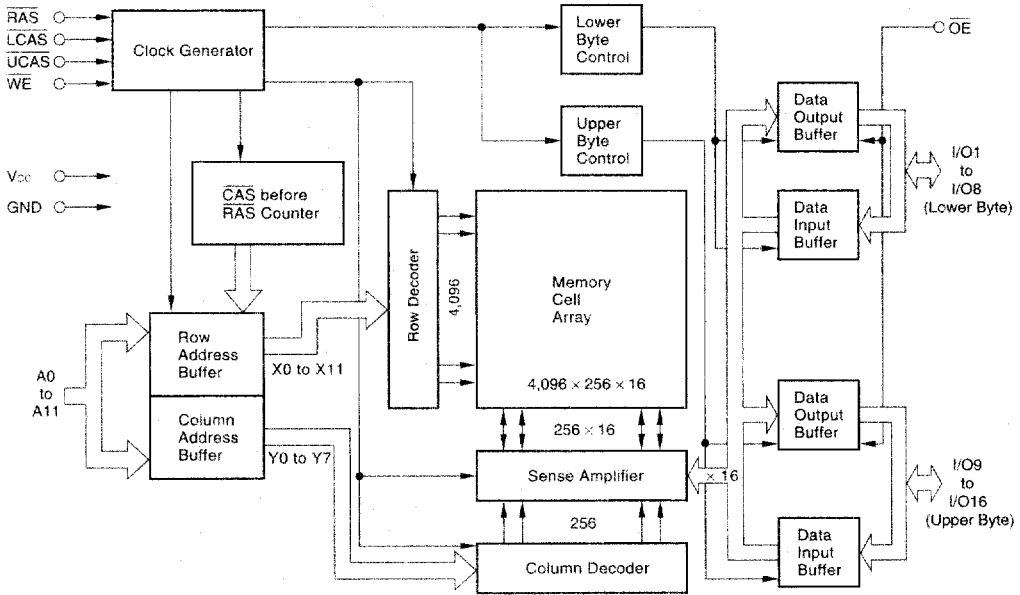 RAS
LCAS
UCAS
WE
Clock Generator
Lower
Byte
Control
OE
Upper
Byte
Control
Data
Output
Buffer
I/O1
to
I/O8
(Lower Byte)
Vcc
GND
CAS before
RAS Counter
Data
Input
Buffer
Row Decoder
4,096
Memory
Cell
Array
4,096 × 256 × 16
Row
Address
Buffer
X0 to X11
A0
to
A11
Column
Address
Buffer
Y0 to Y7
256 × 16
Sense Amplifier
× 16
256
Column Decoder
Data
Output
Buffer
I/O9
to
I/O16
(Upper Byte)
Data
Input
Buffer